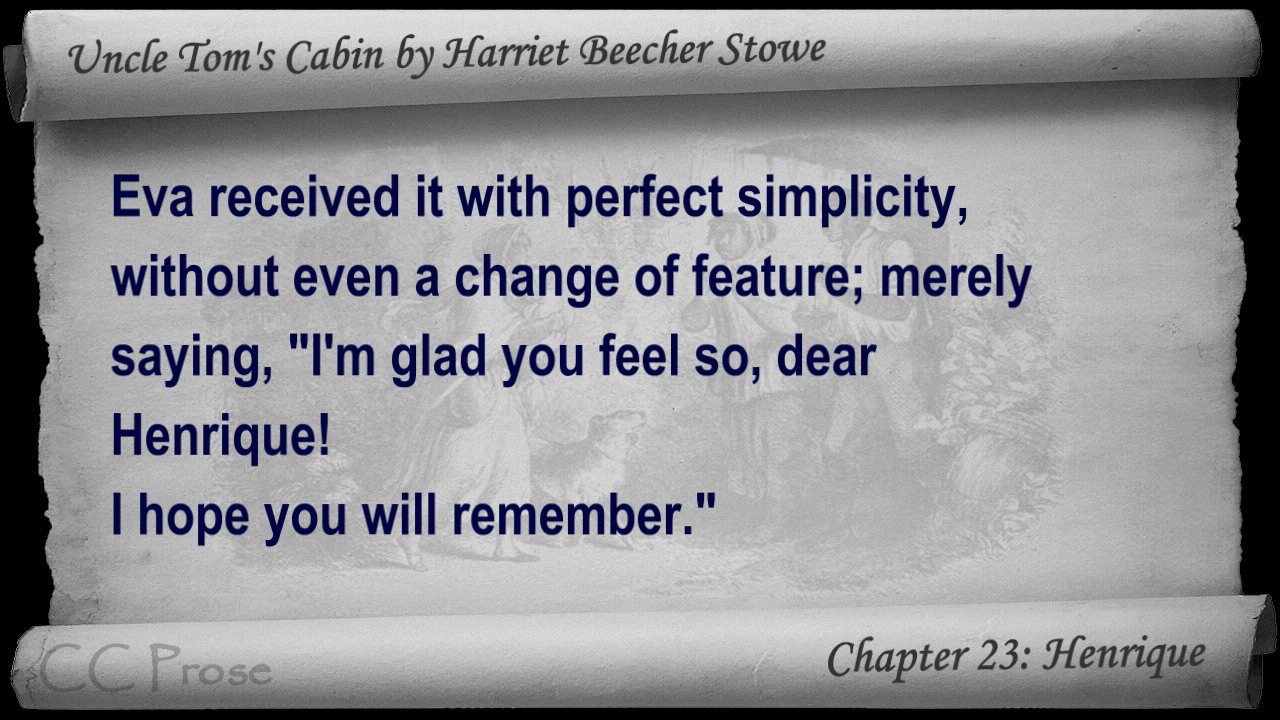 Uncle Tom's Cabin by Harriet Beecher Stowe
Eva received it with perfect simplicity,
without even a change of feature; merely
saying, "I'm glad you feel so, dear
Henrique!
I hope you will remember."
CC Prose
Chapter 23: Henrique